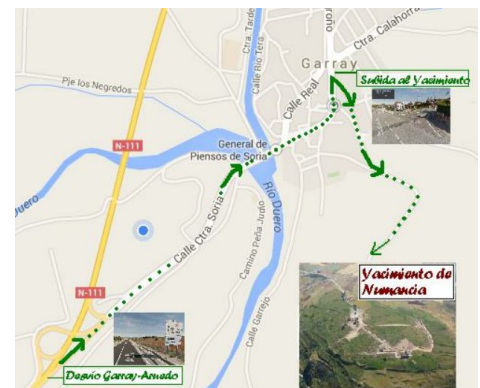 Ctra. Tarde
Calle Río Tera
Ctra. Calahorra
Garray
Subida al Yacimiento
Pje los Negredos
Calle Real
N-111
General de
Piensos de Soria
Río Duero
Duero
Calle Ctra. Soria
Camino Peña Judío
Yacimiento de
Numancia
N-111
Calle Garrejo
Desvío Garray-Arnedo